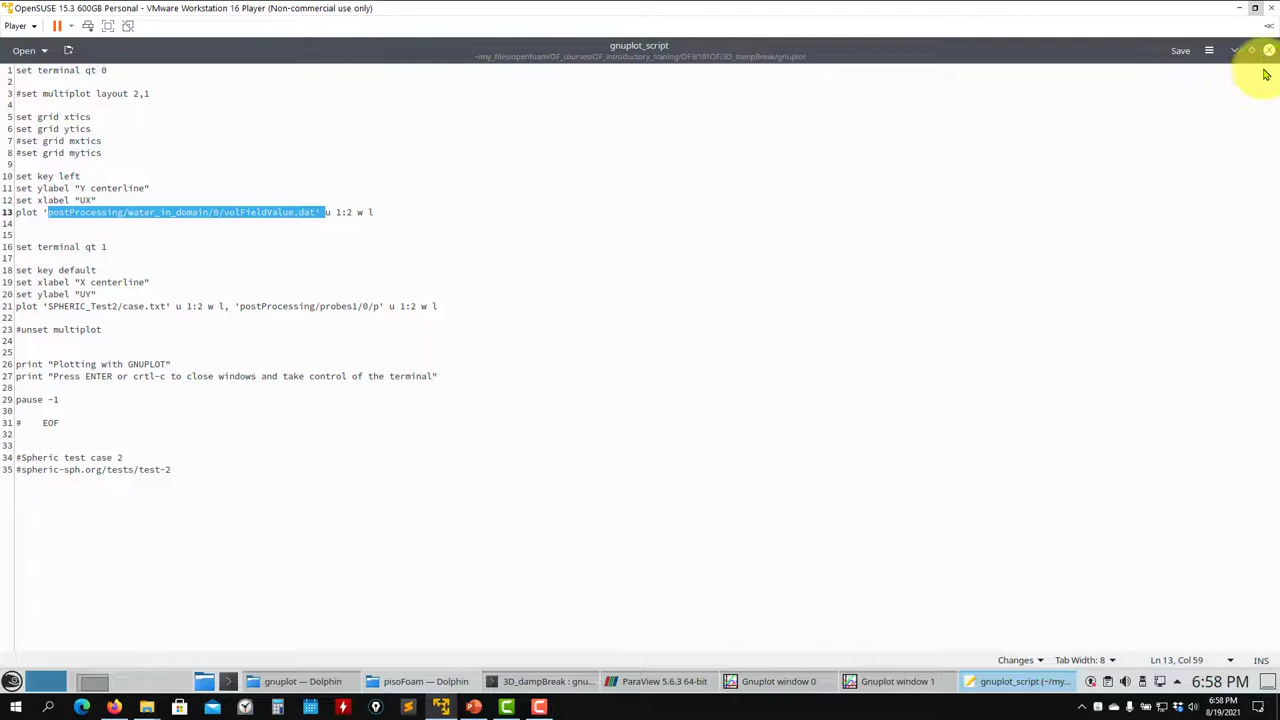 OpenSUSE 15.3 600GB Personal - VMware Workstation 16 Player (Non-commercial use only)
Player
Open
gnuplot_script
~/my_files/openfoam/OF_courses/OF_introductory_traning/OF9/101OF/3D_dampBreak/gnuplot
Save
1 set terminal qt 0
2
3 #set multiplot layout 2,1
4
5 set grid xtics
6 set grid ytics
7 #set grid mxtics
8 #set grid mytics
9
10 set key left
11 set ylabel "Y centerline"
12 set xlabel "UX"
13 plot 'postProcessing/water_in_domain/0/volFieldValue.dat' u 1:2 w l
14
15
16 set terminal qt 1
17
18 set key default
19 set xlabel "X centerline"
20 set ylabel "UY"
21 plot 'SPHERIC_Test2/case.txt' u 1:2 w l, 'postProcessing/probes1/0/p' u 1:2 w l
22
23 #unset multiplot
24
25
26 print "Plotting with GNUPLOT"
27 print "Press ENTER or crtl-c to close windows and take control of the terminal"
28
29 pause -1
30
31 # EOF
32
33
34 #Spheric test case 2
35 #spheric-sph.org/tests/test-2
Changes
Tab Width: 8
Ln 13, Col 59
INS
gnuplot — Dolphin
pisoFoam — Dolphin
3D_dampBreak : gnu...
ParaView 5.6.3 64-bit
Gnuplot window 0
Gnuplot window 1
gnuplot_script (~/my...
6:58 PM
6:58 PM
8/19/2021